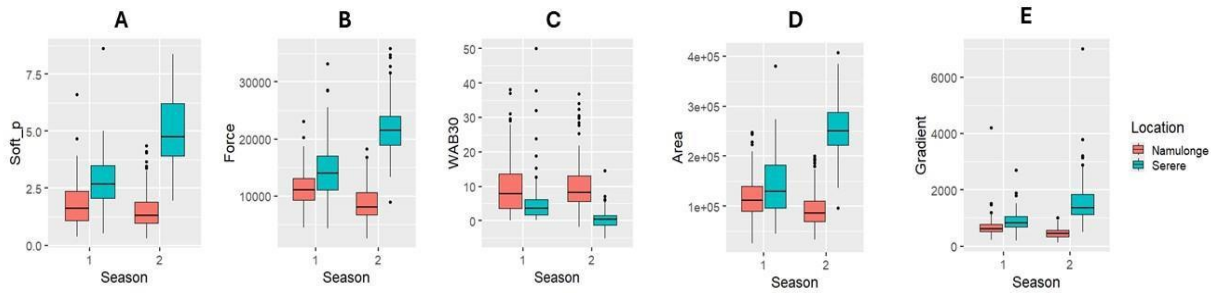 A
Soft_p
7.5
5.0
2.5
0.0
1
2
Season
B
Force
30000
20000
10000
1
2
Season
C
WAB30
50
40
30
20
10
0
1
2
Season
D
Area
4e+05
3e+05
2e+05
1e+05
1
2
Season
E
Gradient
6000
4000
2000
0
1
2
Season
Location
Namulonge
Serere